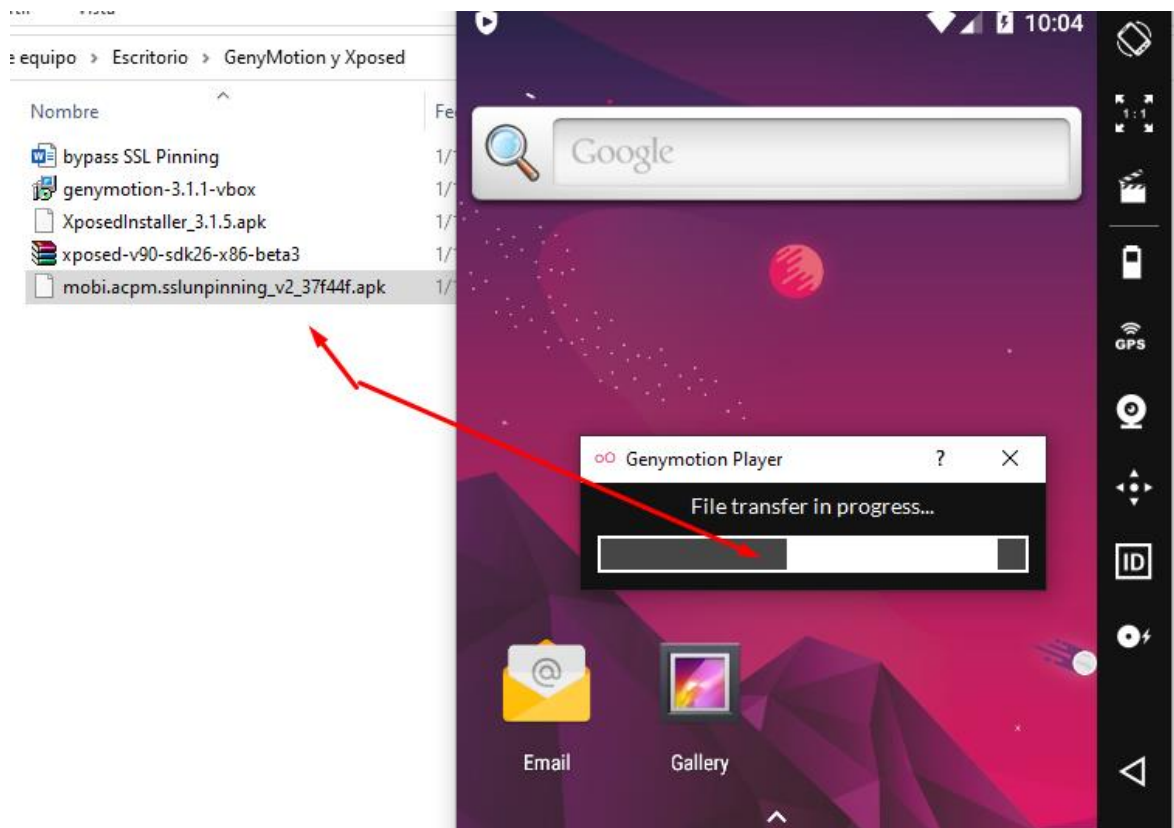 Vista
10:04
equipo > Escritorio > GenyMotion y Xposed
Nombre
bypass SSL Pinning
genymotion-3.1.1-vbox
XposedInstaller_3.1.5.apk
xposed-v90-sdk26-x86-beta3
mobi.acpm.sslunpinning_v2_37f44f.apk
Google
Genymotion Player ?
File transfer in progress...
Email
Gallery
1:1
GPS
ID